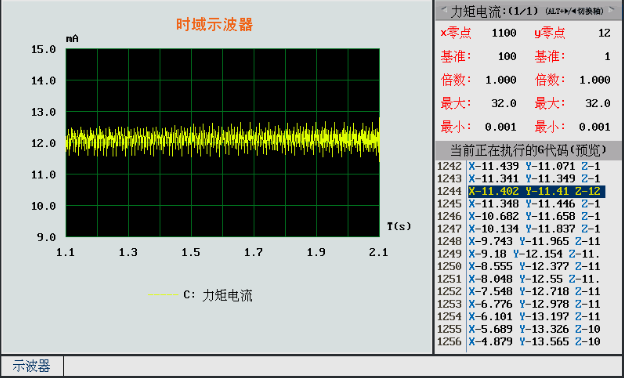 时域示波器
mA
15.0
14.0
13.0
12.0
11.0
10.0
9.0
1.1 1.2 1.4 1.5 1.7 1.8 2.0 2.1
T(s)
C: 力矩电流
力矩电流:(1/1) (ALT+▶/◀切换轴)
x零点 1100 y零点 12
基准: 100 基准: 1
倍数: 1.000 倍数: 1.000
最大: 32.0 最大: 32.0
最小: 0.001 最小: 0.001
当前正在执行的G代码(预览)
1242 X-11.439 Y-11.071 Z-1
1243 X-11.341 Y-11.349 Z-1
1244 X-11.402 Y-11.41 Z-12
1245 X-11.348 Y-11.446 Z-1
1246 X-10.682 Y-11.658 Z-1
1247 X-10.134 Y-11.837 Z-1
1248 X-9.743 Y-11.965 Z-11
1249 X-9.18 Y-12.154 Z-11.
1250 X-8.555 Y-12.377 Z-11
1251 X-8.048 Y-12.55 Z-11.
1252 X-7.548 Y-12.718 Z-11
1253 X-6.776 Y-12.978 Z-11
1254 X-6.101 Y-13.197 Z-11
1255 X-5.689 Y-13.326 Z-10
1256 X-4.879 Y-13.565 Z-10
示波器